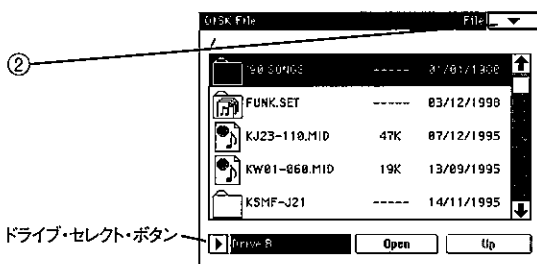 DISK File File
②
/
'90 SONGS ----- 01/01/1980
FUNK.SET ----- 03/12/1998
KJ23-110.MID 47K 07/12/1995
KW01-060.MID 19K 13/09/1995
KSMF-J21 ----- 14/11/1995
ドライブ・セレクト・ボタン
Drive B Open Up